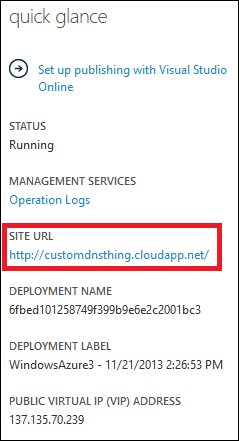 quick glance
Set up publishing with Visual Studio
Online
STATUS
Running
MANAGEMENT SERVICES
Operation Logs
SITE URL
http://customdnsthing.cloudapp.net/
DEPLOYMENT NAME
6fbed101258749f399b9e6e2c2001bc3
DEPLOYMENT LABEL
WindowsAzure3 - 11/21/2013 2:26:53 PM
PUBLIC VIRTUAL IP (VIP) ADDRESS
137.135.70.239